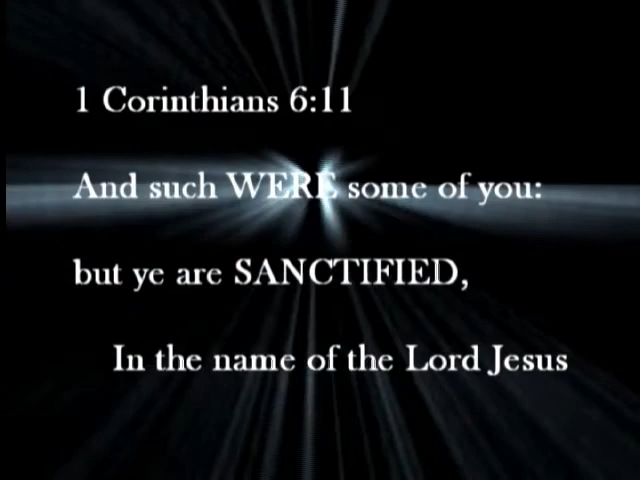 1 Corinthians 6:11
And such WERE some of you:
but ye are SANCTIFIED,
In the name of the Lord Jesus